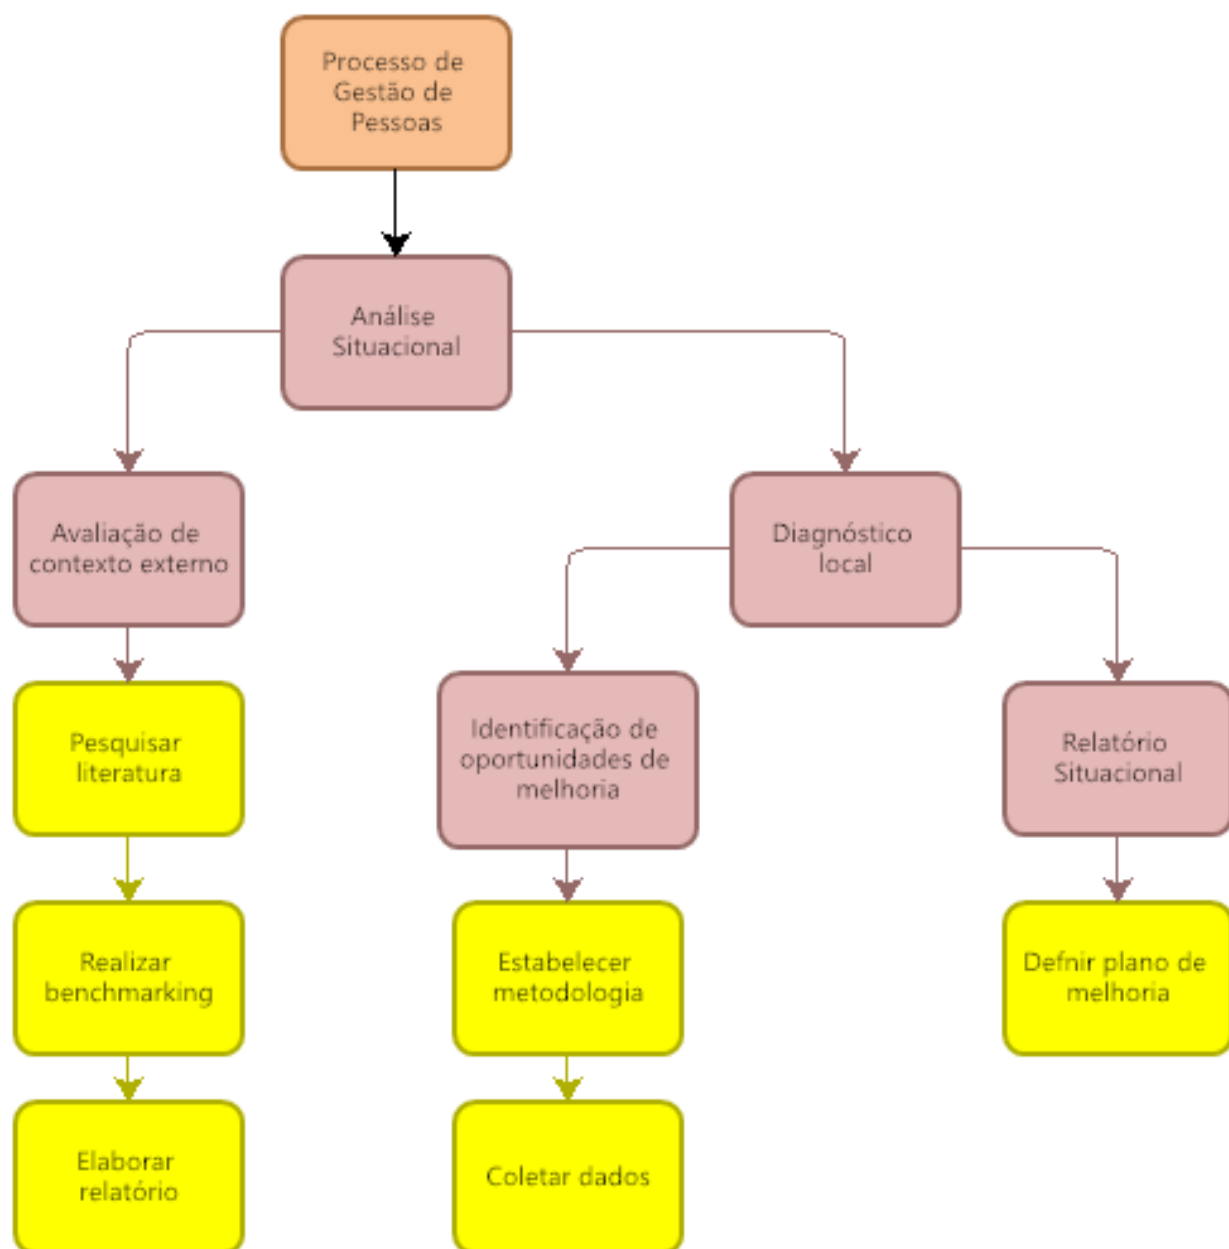 Processo de
Gestão de
Pessoas
Análise
Situacional
Avaliação de
contexto externo
Diagnóstico
local
Pesquisar
literatura
Identificação de
oportunidades de
melhoria
Relatório
Situacional
Realizar
benchmarking
Estabelecer
metodologia
Defnir plano de
melhoria
Elaborar
relatório
Coletar dados